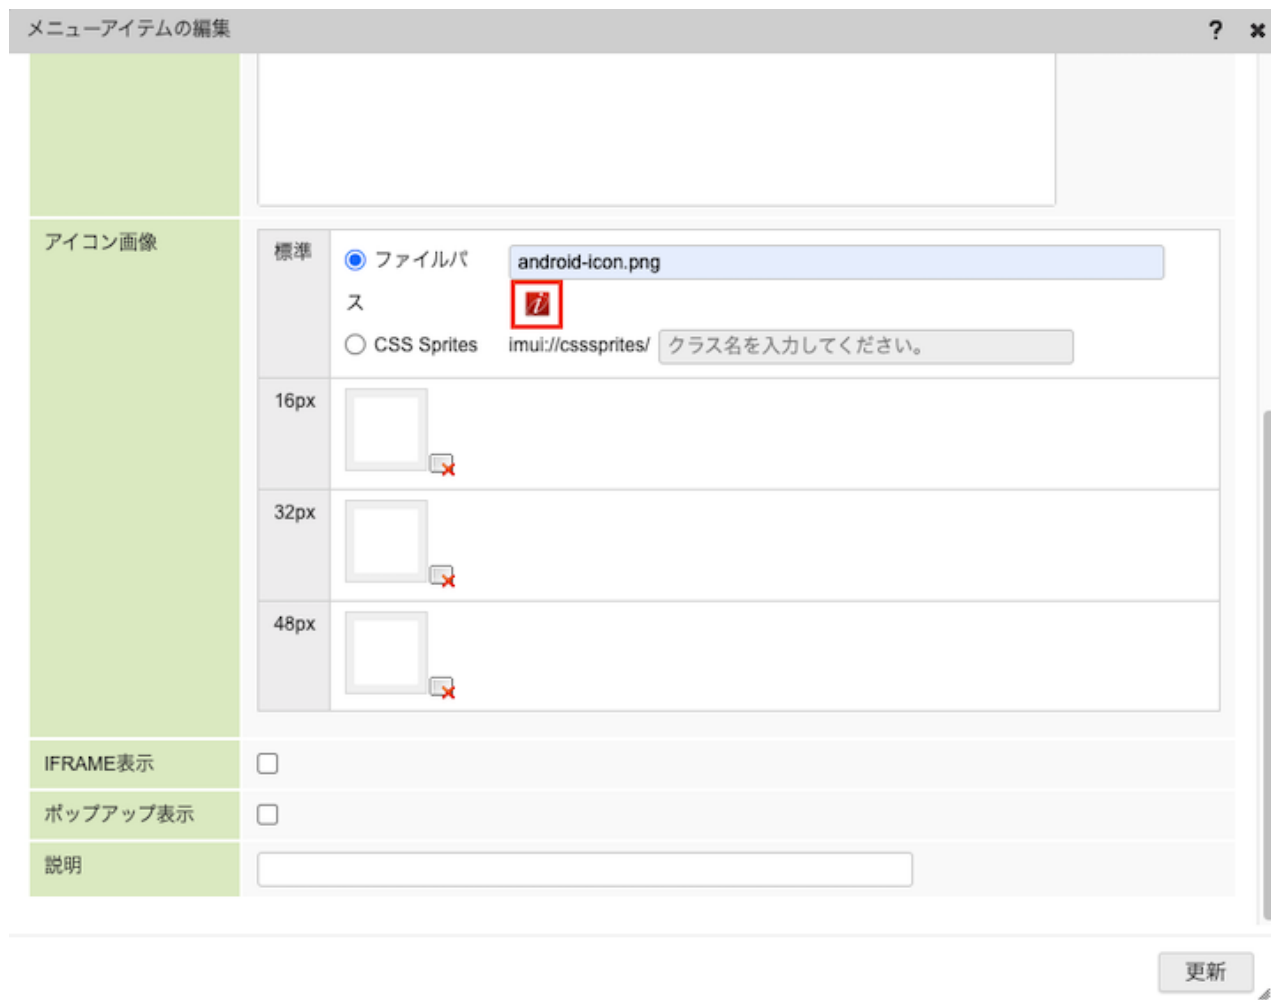 メニューアイテムの編集 ? ✖
アイコン画像
標準
ファイルパス
android-icon.png
CSS Sprites imui://csssprites/ クラス名を入力してください。
16px
32px
48px
IFRAME表示
ポップアップ表示
説明
更新